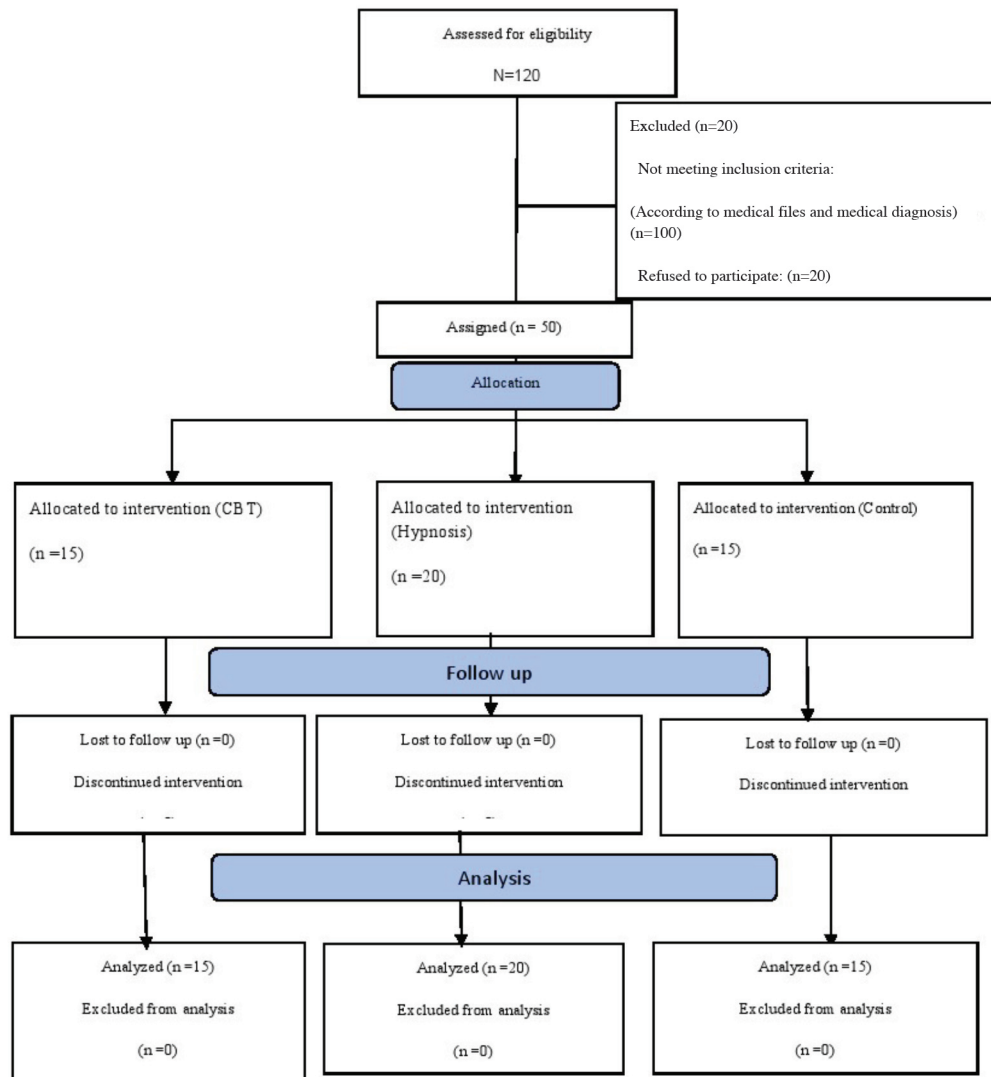 Assessed for eligibility
N=120
Excluded (n=20)
Not meeting inclusion criteria:
(According to medical files and medical diagnosis)
(n=100)
Refused to participate: (n=20)
Assigned (n = 50)
Allocation
Allocated to intervention (CBT)
(n =15)
Allocated to intervention
(Hypnosis)
(n =20)
Allocated to intervention (Control)
(n =15)
Follow up
Lost to follow up (n =0)
Discontinued intervention
Lost to follow up (n =0)
Discontinued intervention
Lost to follow up (n =0)
Discontinued intervention
Analysis
Analyzed (n =15)
Excluded from analysis
(n =0)
Analyzed (n =20)
Excluded from analysis
(n =0)
Analyzed (n =15)
Excluded from analysis
(n =0)